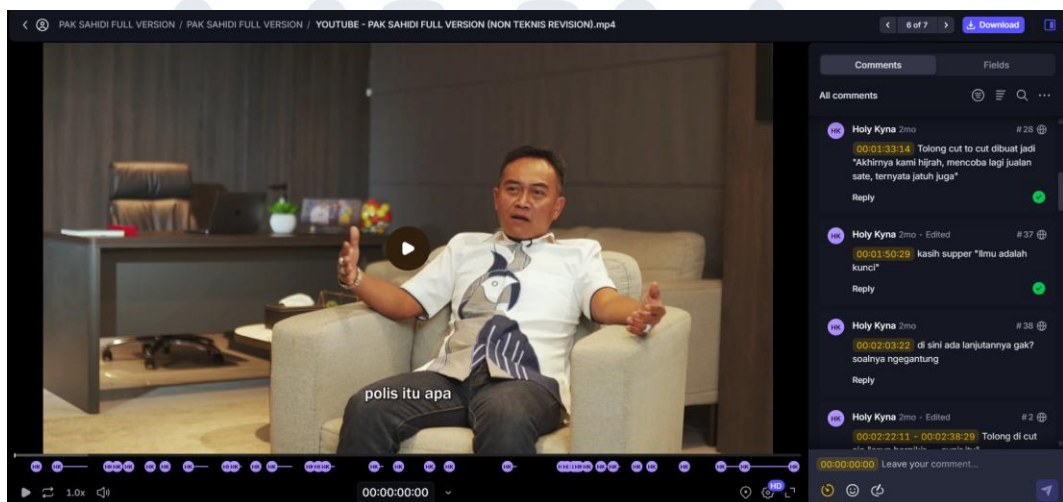 PAK SAHIDI FULL VERSION / PAK SAHIDI FULL VERSION / YOUTUBE - PAK SAHIDI FULL VERSION (NON TEKNIS REVISION).mp4
6 of 7
Download
Comments
Fields
All comments
HK Holy Kyna 2mo #28
00:01:33:14 Tolong cut to cut dibuat jadi
"Akhirnya kami hijrah, mencoba lagi jualan
sate, ternyata jatuh juga"
Reply
HK Holy Kyna 2mo - Edited #37
00:01:50:29 kasih supper "Ilmu adalah
kunci"
Reply
HK Holy Kyna 2mo #38
00:02:03:22 di sini ada lanjutannya gak?
soalnya ngegantung
Reply
HK Holy Kyna 2mo - Edited #2
00:02:22:11 - 00:02:38:29 Tolong di cut
polis itu apa
00:00:00:00 Leave your comment...
1.0x
00:00:00:00
HD